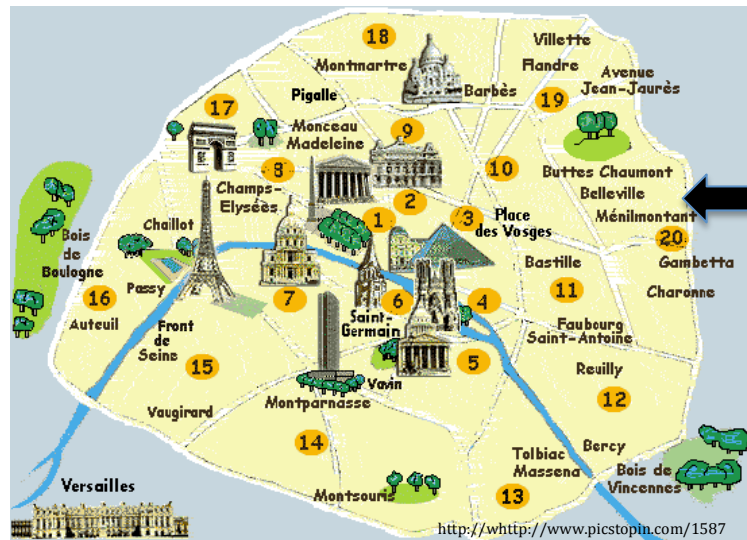 18
Montmartre
Villette
Flandre
Avenue
Jean-Jaurès
Pigalle
Barbès
19
17
Monceau
Madeleine
9
8
10
Buttes Chaumont
Champs-
Elysées
2
Belleville
Ménilmontant
1
3
Place
des Vosges
Chaillot
20
Bois
de
Boulogne
Bastille
Gambetta
Passy
16
7
6
4
11
Charonne
Auteuil
Front
de
Seine
Saint-
Germain
Faubourg
Saint-Antoine
15
5
Reuilly
Vavin
12
Vaugirard
Montparnasse
14
Tolbiac
Massena
Bercy
Bois de
Vincennes
Versailles
Montsouris
13
http://whttp://www.picstopin.com/1587